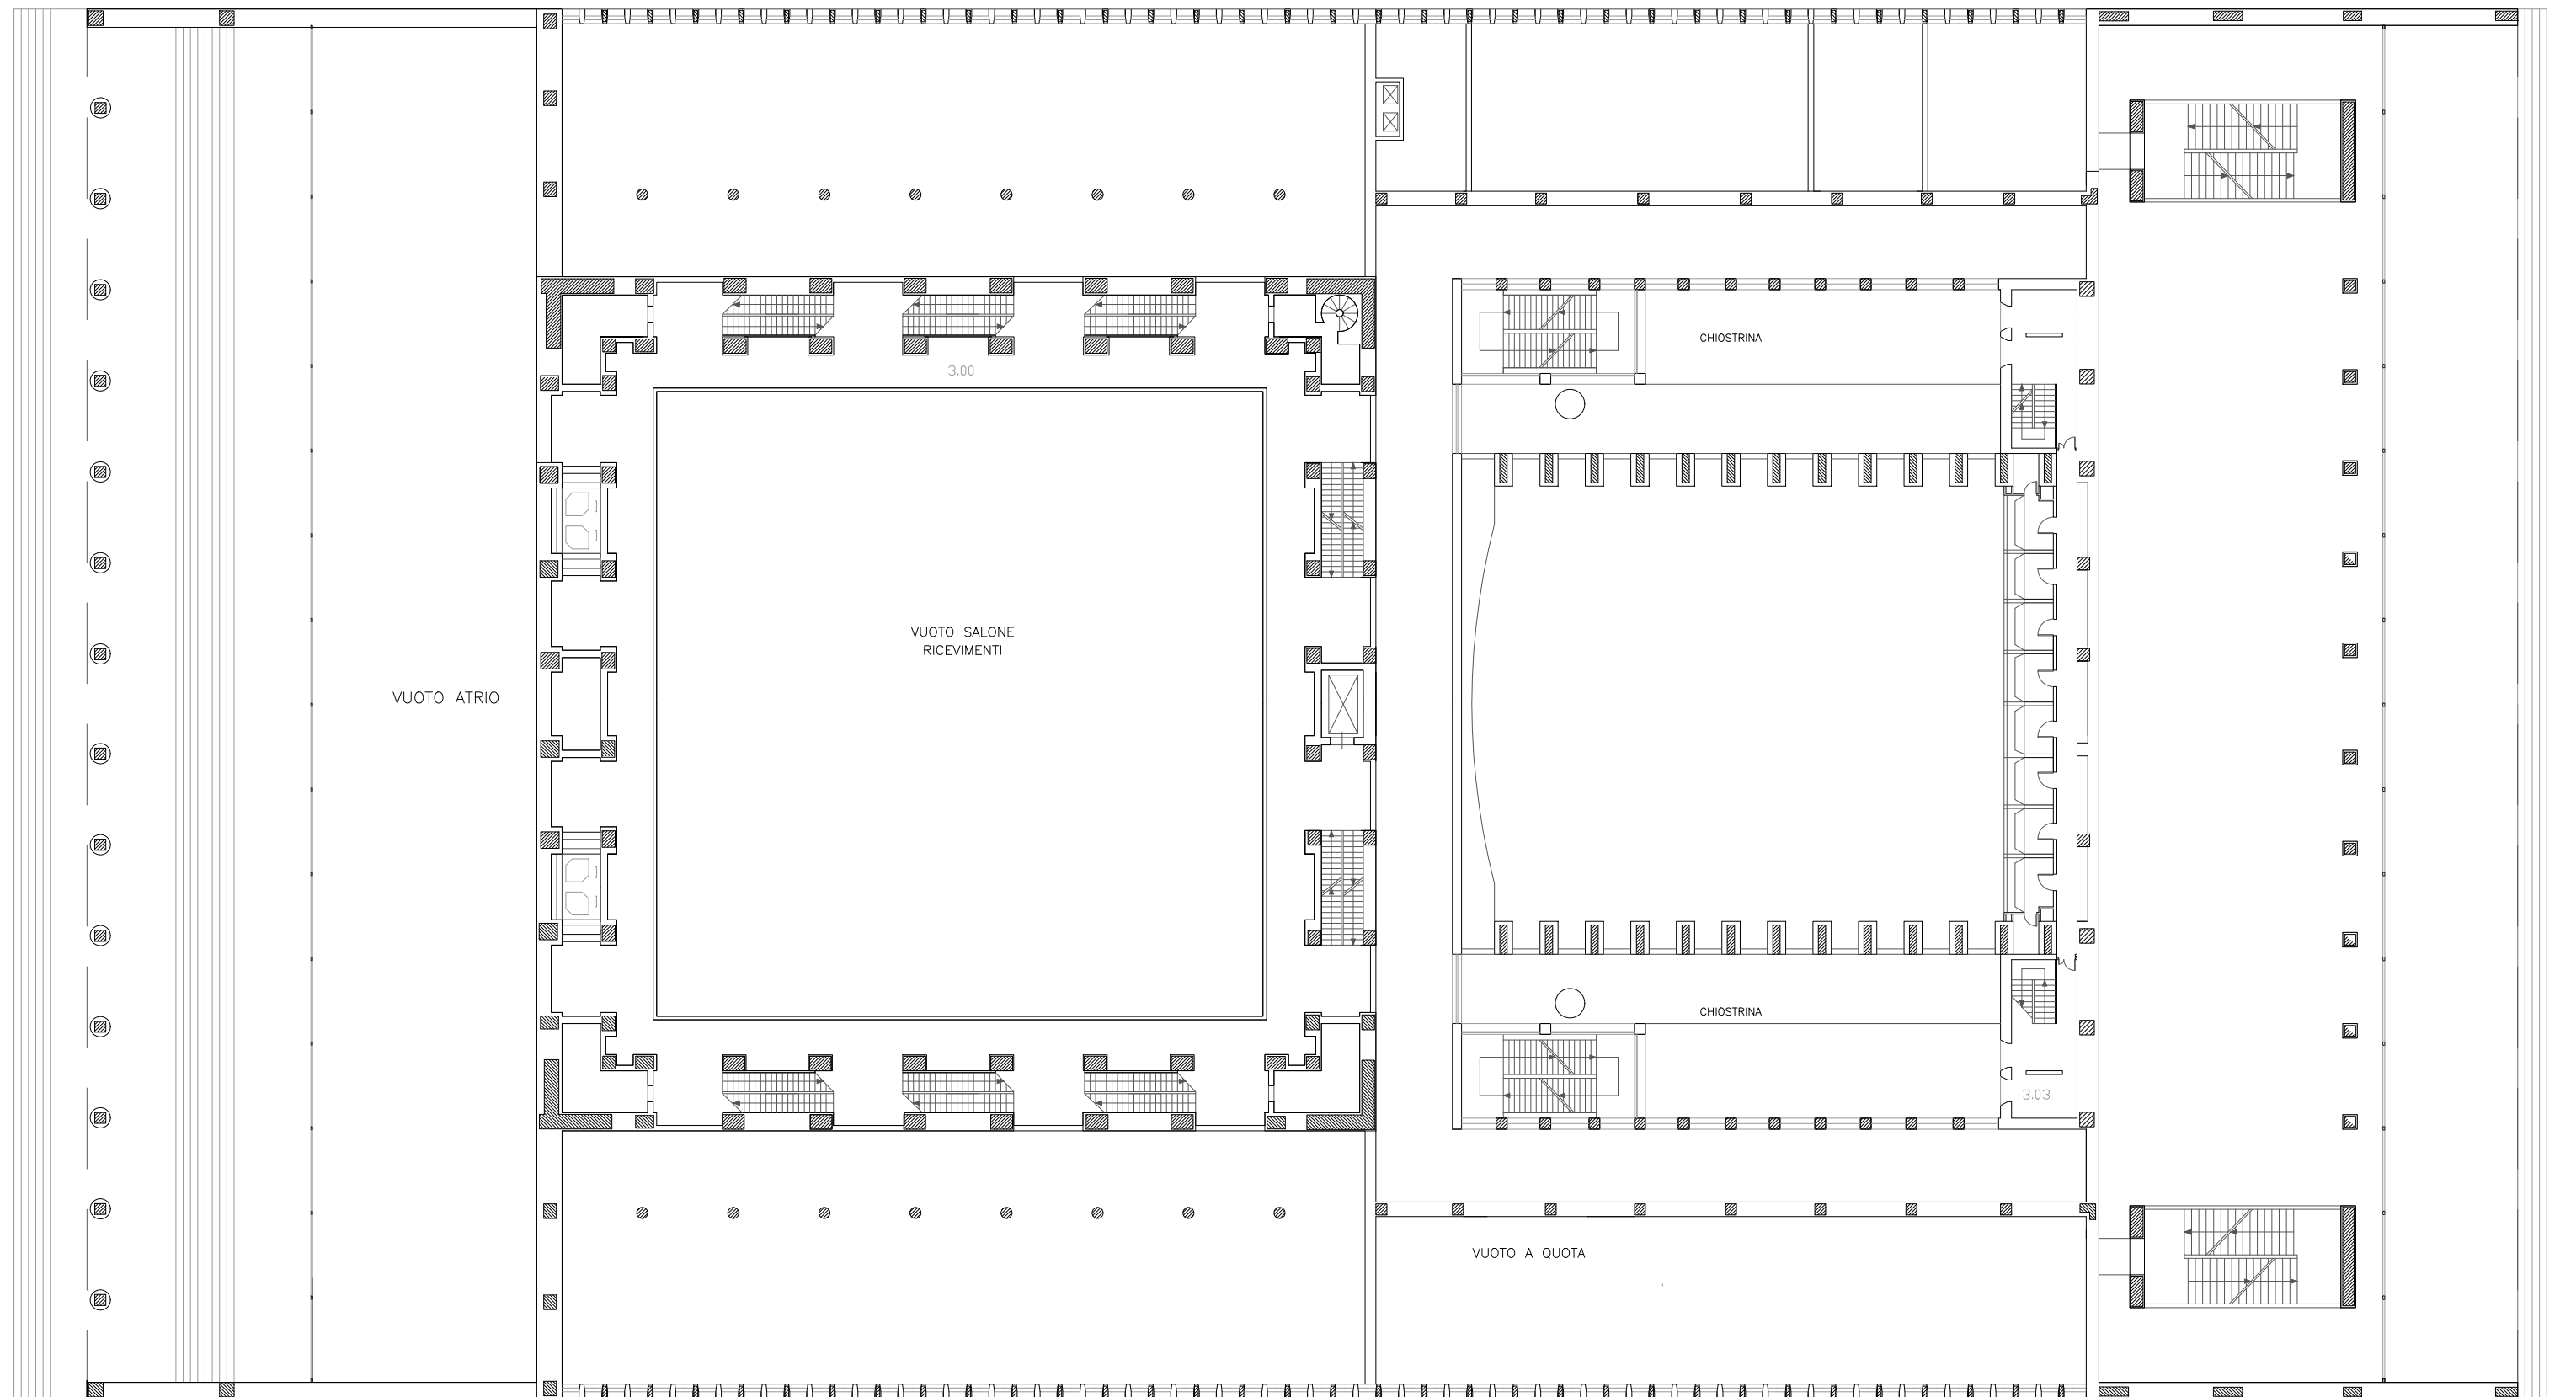 CHIOSTRINA
3.00
VUOTO SALONE
RICEVIMENTI
VUOTO ATRIO
CHIOSTRINA
3.03
VUOTO A QUOTA